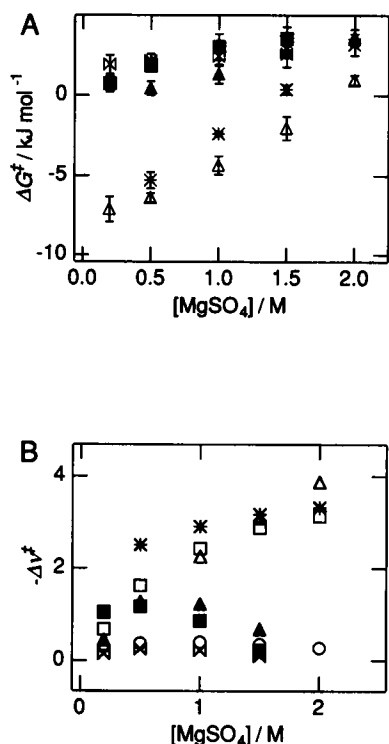 A
ΔG‡ / kJ mol⁻¹
0
-5
-10
0.0 0.5 1.0 1.5 2.0
[MgSO₄] / M
B
-Δν‡
4
2
0
0 1 2
[MgSO₄] / M